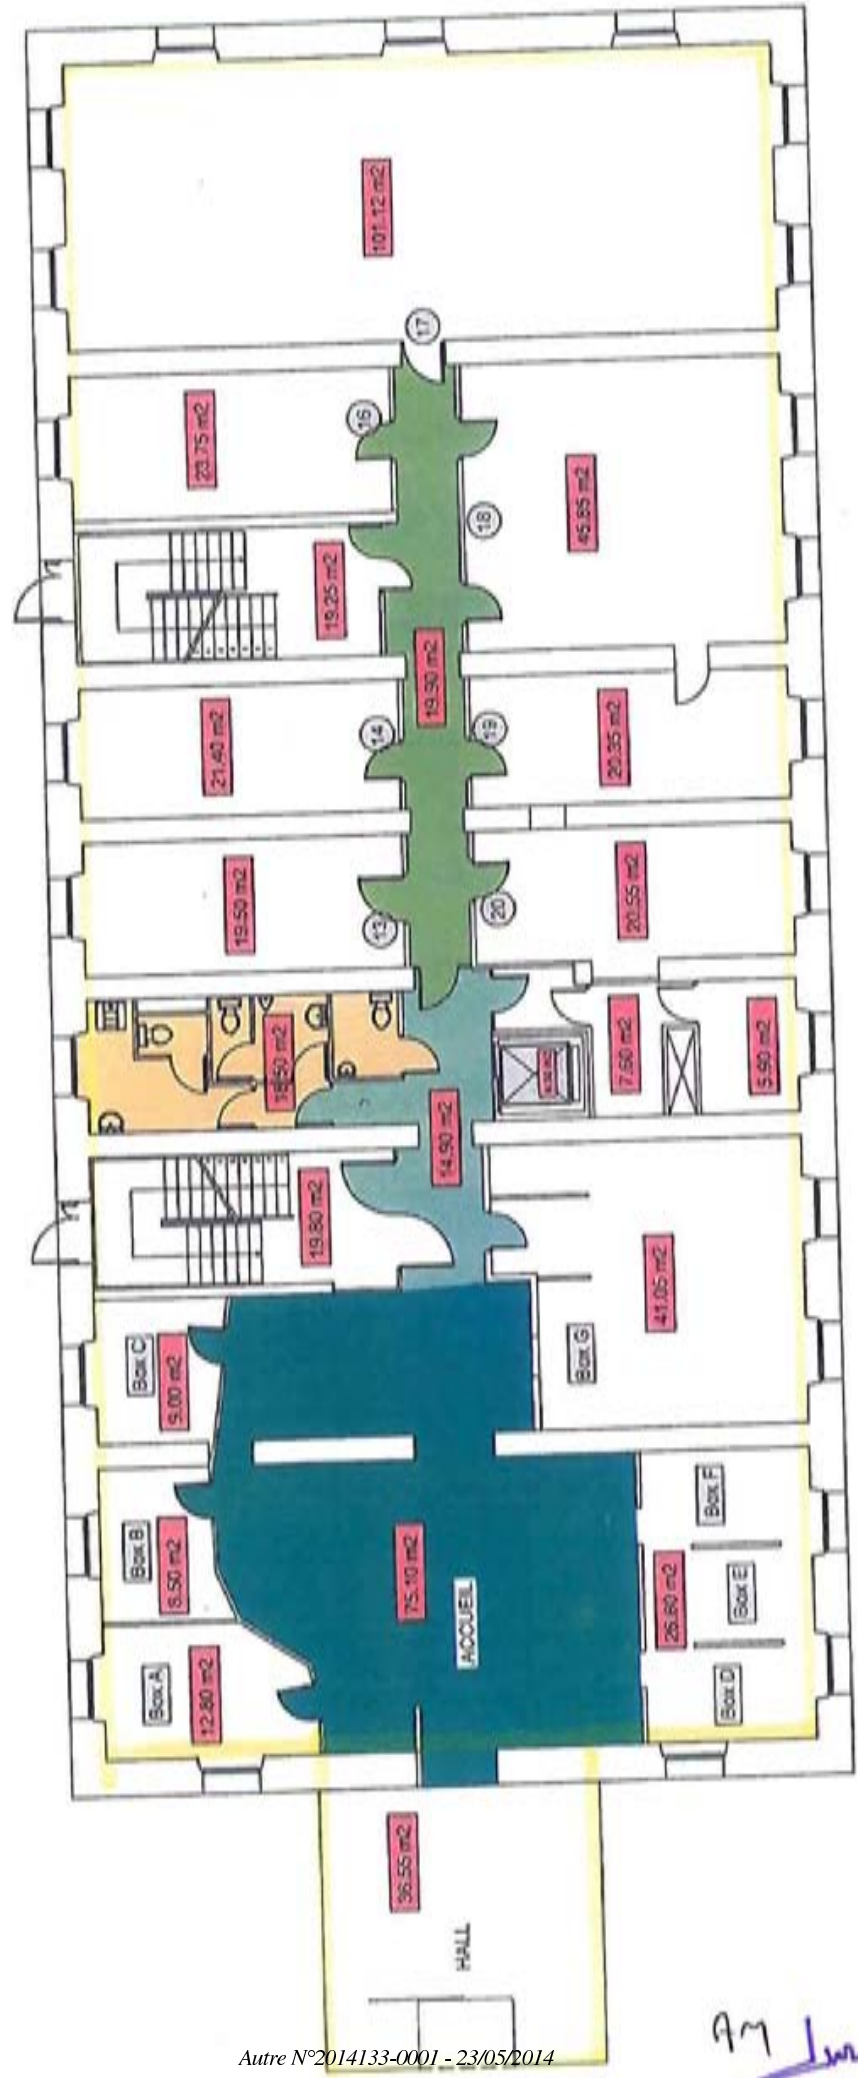 101.12 m2
17
16
23.75 m2
18
45.85 m2
19.25 m2
19.90 m2
14
19
21.40 m2
20.35 m2
19.50 m2
13
20
20.55 m2
7.60 m2
5.90 m2
14.90 m2
19.80 m2
41.05 m2
Box G
Box C
9.00 m2
Box B
8.50 m2
75.10 m2
ACCUEIL
Box F
26.60 m2
Box E
Box A
12.80 m2
Box D
36.55 m2
HALL
AM
Autre N°2014133-0001 - 23/05/2014